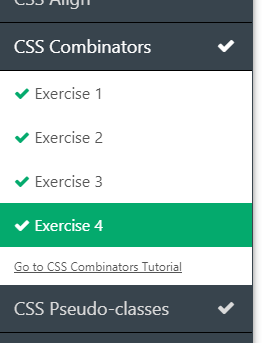 CSS Align
CSS Combinators
Exercise 1
Exercise 2
Exercise 3
Exercise 4
Go to CSS Combinators Tutorial
CSS Pseudo-classes